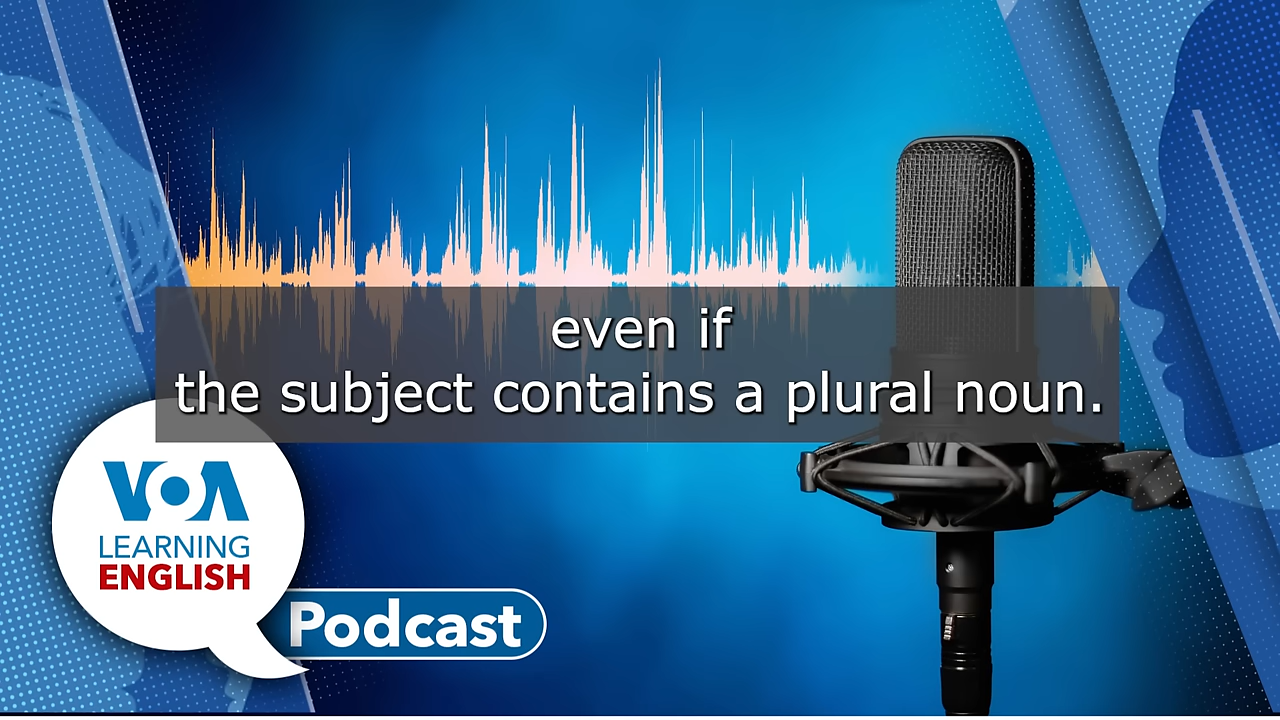 even if
the subject contains a plural noun.
VOA
LEARNING
ENGLISH
Podcast